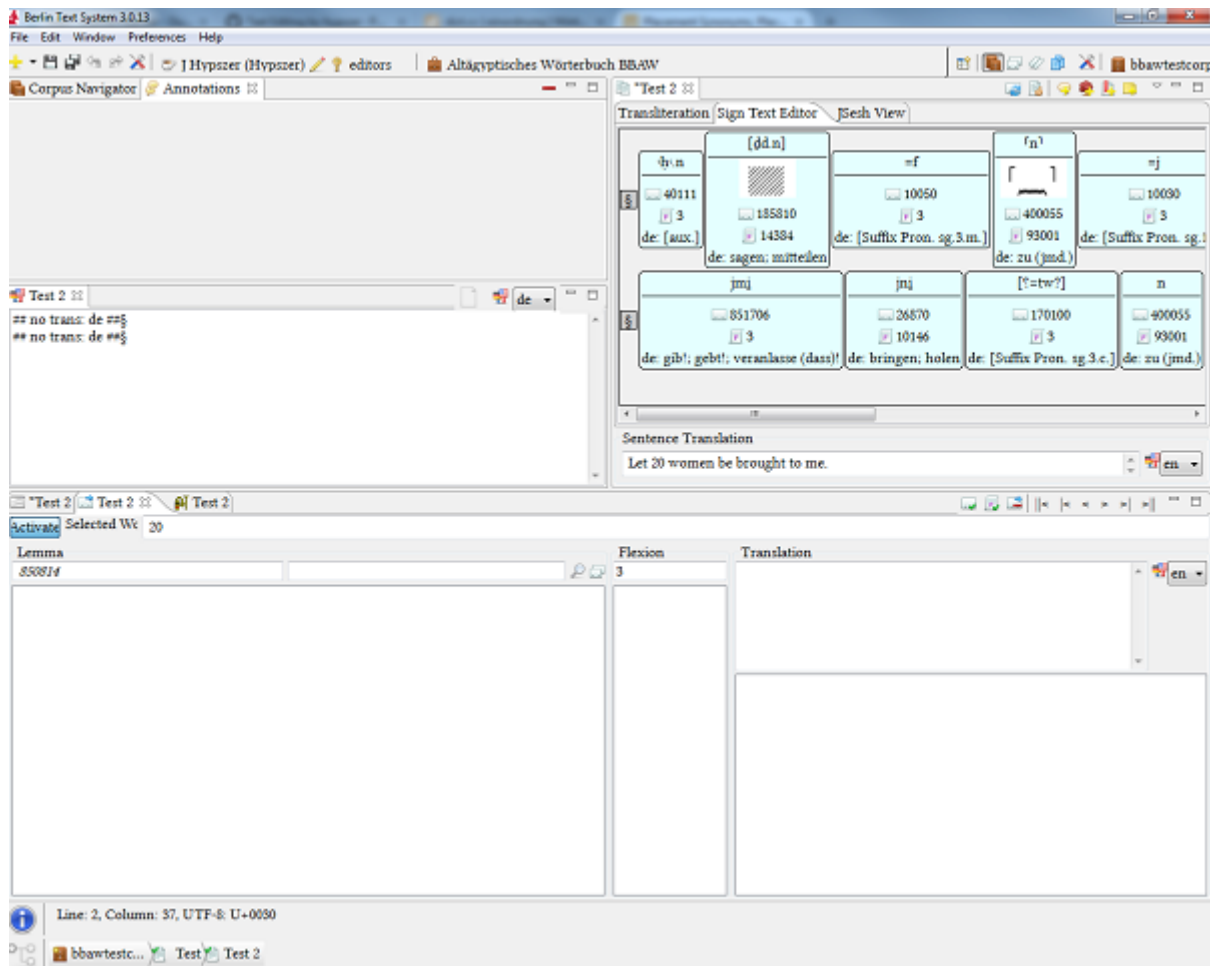 Berlin Text System 3.0.13
File Edit Window Preferences Help
J Hypszer (Hypszer) editors Altägyptisches Wörterbuch BBAW bbawtestcorp
Corpus Navigator Annotations
"Test 2
Transliteration Sign Text Editor JSesh View
[ḏd.n] ⸢n⸣
ꜥḥꜥ.n =f =j
§ 40111 185810 10050 400055 10030
3 14384 3 93001 3
de: [aux.] de: sagen; mitteilen de: [Suffix Pron. sg.3.m.] de: zu (jmd.) de: [Suffix Pron. sg.1
jmj jnj [?=tw?] n
§ 851706 26870 170100 400055
3 10146 3 93001
de: gib!; gebt!; veranlasse (dass)! de: bringen; holen de: [Suffix Pron. sg.3.c.] de: zu (jmd.)
Test 2 de
## no trans: de ##§
## no trans: de ##§
Sentence Translation
Let 20 women be brought to me. en
"Test 2 Test 2 Test 2
Activate Selected Wc 20
Lemma Flexion Translation
850814 3 en
Line: 2, Column: 37, UTF-8: U+0030
bbawtestc... Test Test 2